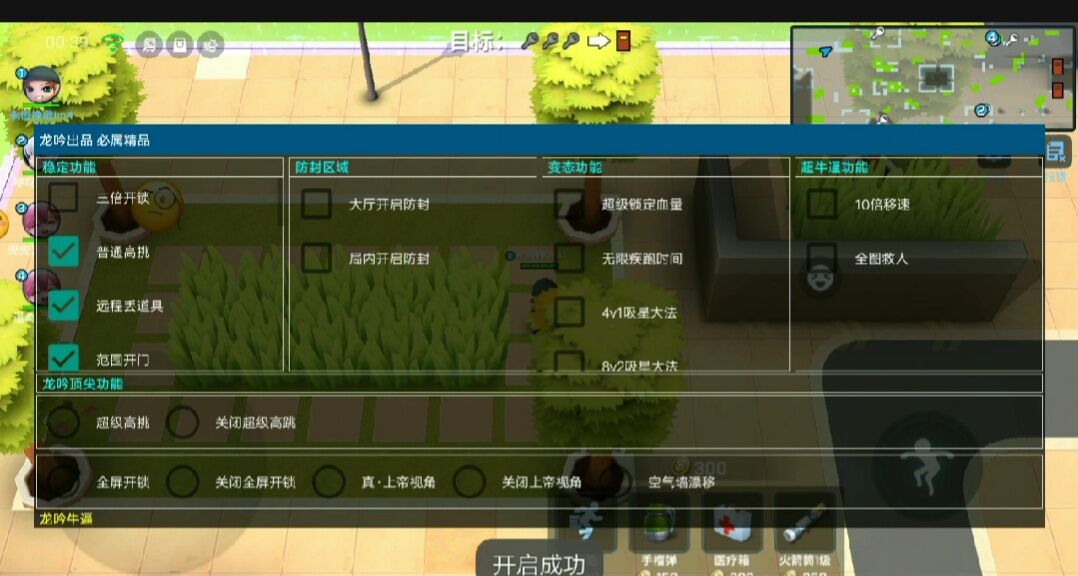 目标:
4
1
2
2
3
4
龙吟出品 必属精品
稳定功能
防封区域
变态功能
超牛逼功能
三倍开锁
大厅开启防封
超级锁定血量
10倍移速
普通高挑
局内开启防封
无限疾跑时间
全图救人
远程丢道具
4v1吸星大法
范围开门
8v2吸星大法
龙吟顶尖功能
超级高挑
关闭超级高跳
全屏开锁
关闭全屏开锁
真·上帝视角
关闭上帝视角
空气墙漂移
300
龙吟牛逼
手榴弹
医疗箱
火箭筒1级
开启成功